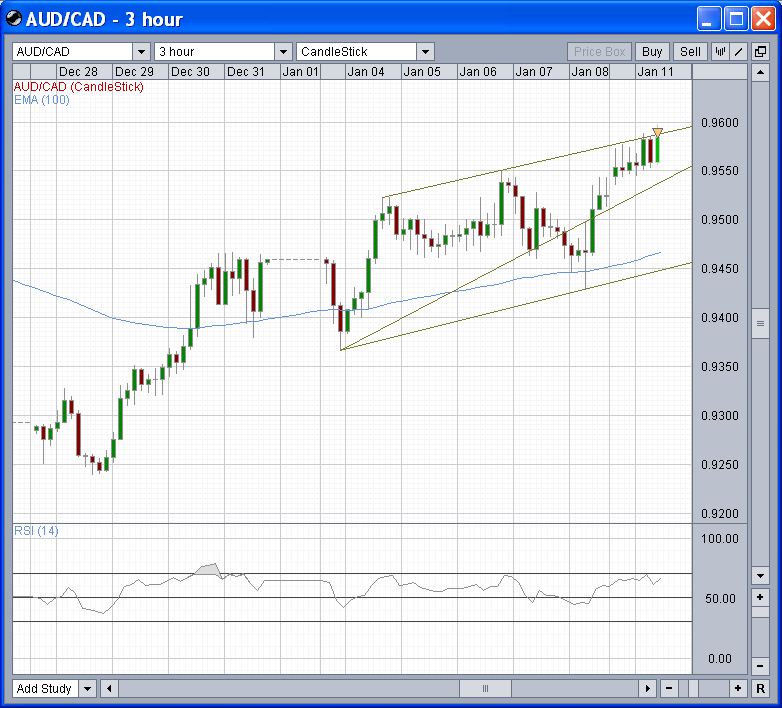 AUD/CAD - 3 hour
AUD/CAD 3 hour CandleStick Price Box Buy Sell
Dec 28 Dec 29 Dec 30 Dec 31 Jan 01 Jan 04 Jan 05 Jan 06 Jan 07 Jan 08 Jan 11
AUD/CAD (CandleStick)
EMA (100)
0.9600
0.9550
0.9500
0.9450
0.9400
0.9350
0.9300
0.9250
0.9200
RSI (14)
100.00
50.00
0.00
Add Study R